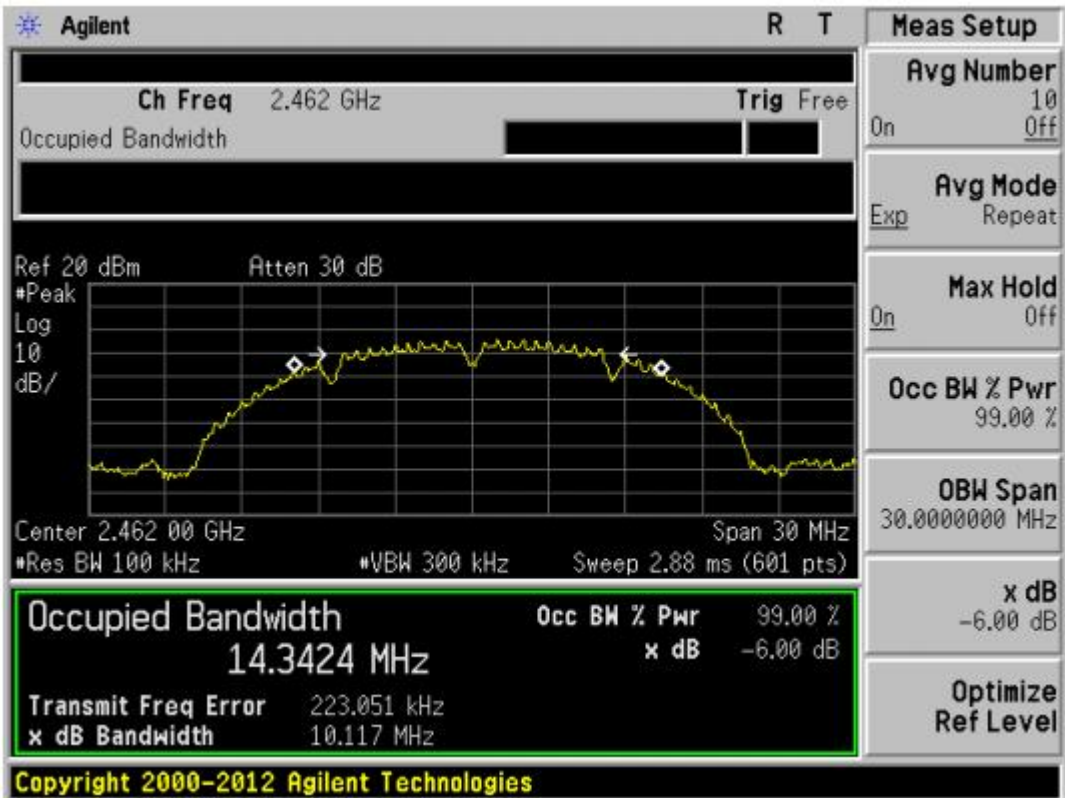 Agilent R T Meas Setup
Ch Freq 2.462 GHz Trig Free
Occupied Bandwidth
Ref 20 dBm Atten 30 dB
#Peak
Log
10
dB/
Center 2.462 00 GHz Span 30 MHz
#Res BW 100 kHz #VBW 300 kHz Sweep 2.88 ms (601 pts)
Occupied Bandwidth
14.3424 MHz
Occ BW % Pwr 99.00 %
x dB -6.00 dB
Transmit Freq Error 223.051 kHz
x dB Bandwidth 10.117 MHz
Copyright 2000-2012 Agilent Technologies
Avg Number
10
On Off
Avg Mode
Exp Repeat
Max Hold
On Off
Occ BW % Pwr
99.00 %
OBW Span
30.0000000 MHz
x dB
-6.00 dB
Optimize
Ref Level